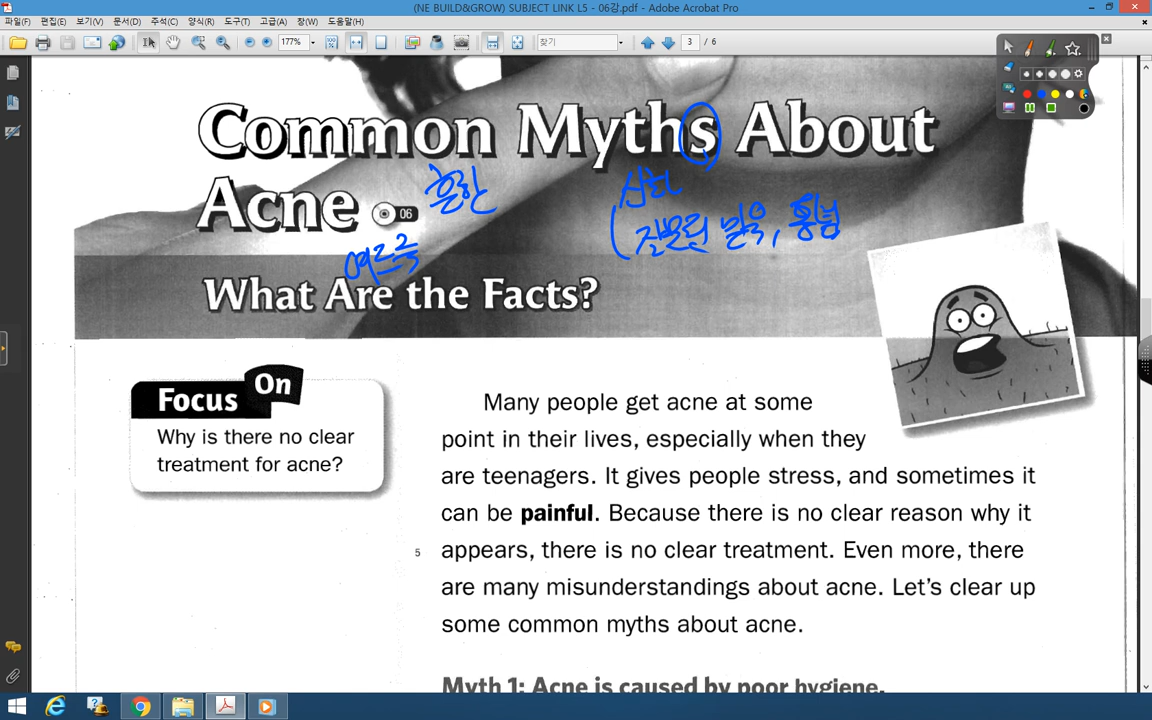 (NE BUILD&GROW) SUBJECT LINK L5 - 06강.pdf - Adobe Acrobat Pro
파일(F) 편집(E) 보기(V) 문서(D) 주석(C) 양식(R) 도구(T) 고급(A) 창(W) 도움말(H)
177% 찾기 3 / 6
Common Myths About
흔한
신화
Acne 06
잘못된 믿음, 통념
여드름
What Are the Facts?
Focus On
Why is there no clear
treatment for acne?
Many people get acne at some
point in their lives, especially when they
are teenagers. It gives people stress, and sometimes it
can be painful. Because there is no clear reason why it
5 appears, there is no clear treatment. Even more, there
are many misunderstandings about acne. Let's clear up
some common myths about acne.
Myth 1: Acne is caused by poor hygiene.